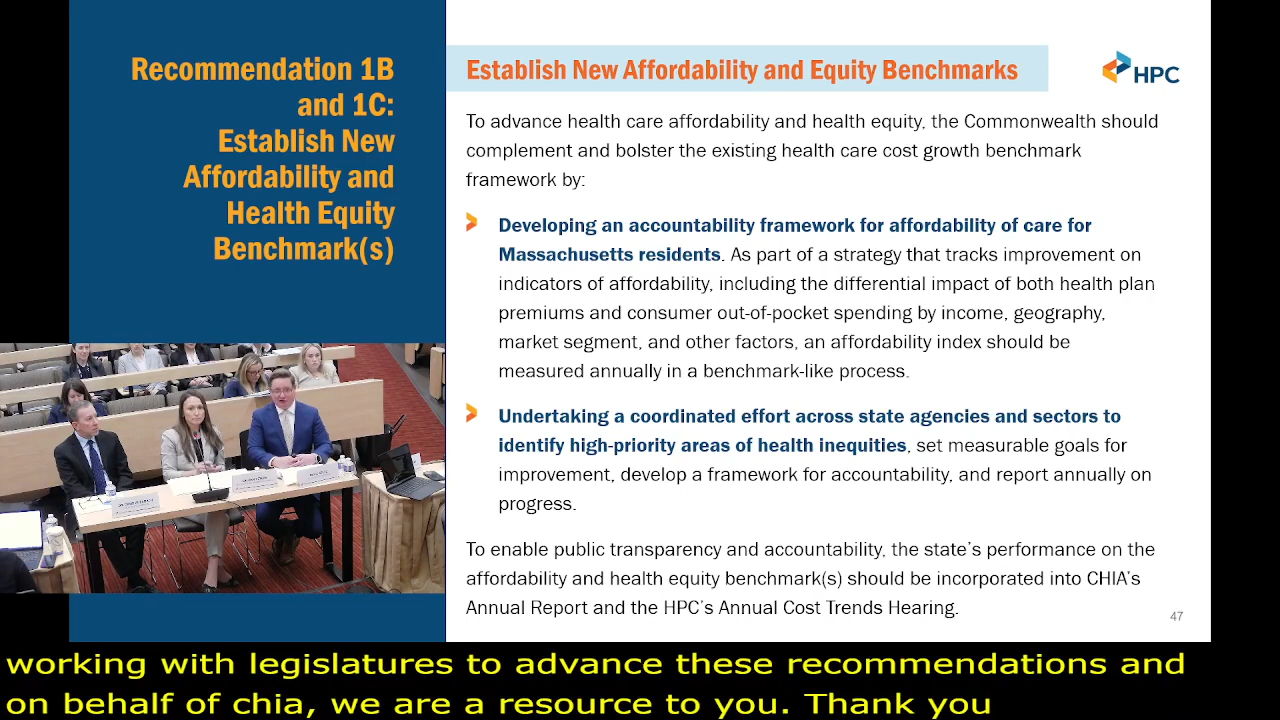 Recommendation 1B
and 1C:
Establish New
Affordability and
Health Equity
Benchmark(s)
Establish New Affordability and Equity Benchmarks
HPC
To advance health care affordability and health equity, the Commonwealth should
complement and bolster the existing health care cost growth benchmark
framework by:
Developing an accountability framework for affordability of care for
Massachusetts residents. As part of a strategy that tracks improvement on
indicators of affordability, including the differential impact of both health plan
premiums and consumer out-of-pocket spending by income, geography,
market segment, and other factors, an affordability index should be
measured annually in a benchmark-like process.
Undertaking a coordinated effort across state agencies and sectors to
identify high-priority areas of health inequities, set measurable goals for
improvement, develop a framework for accountability, and report annually on
progress.
To enable public transparency and accountability, the state's performance on the
affordability and health equity benchmark(s) should be incorporated into CHIA's
Annual Report and the HPC's Annual Cost Trends Hearing.
47
working with legislatures to advance these recommendations and
on behalf of chia, we are a resource to you. Thank you